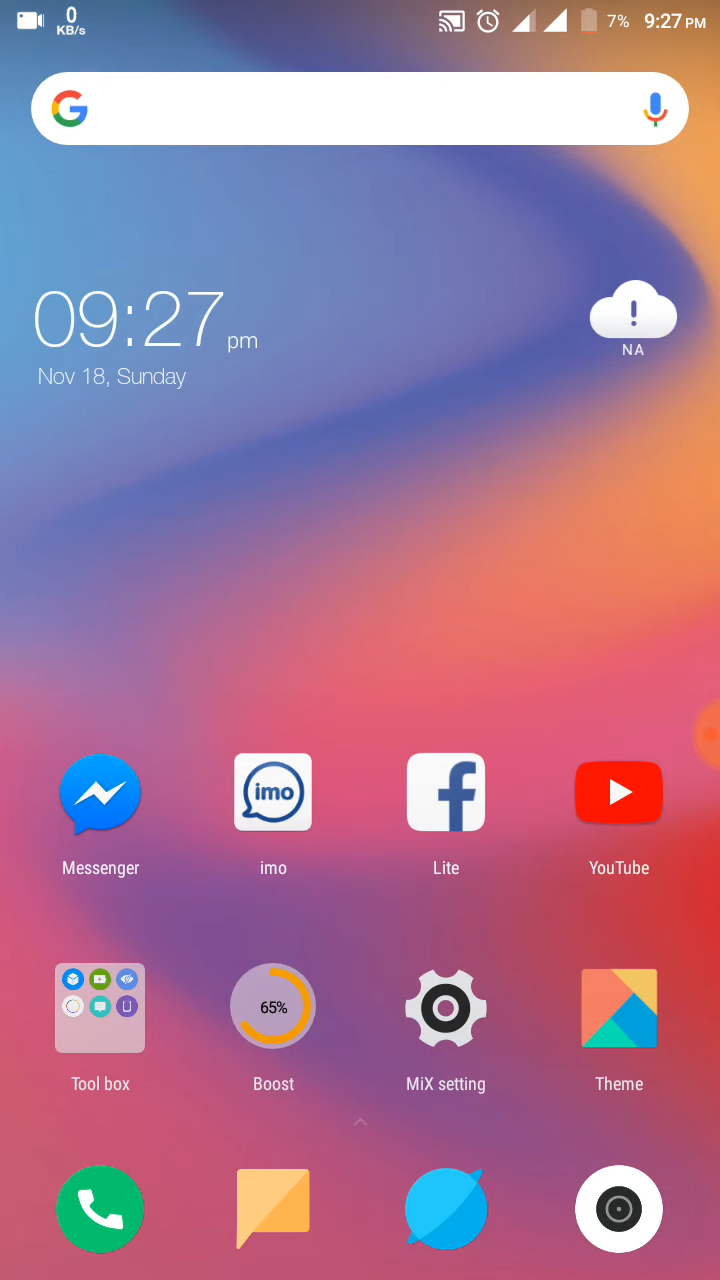 0
KB/s
7% 9:27 PM
09:27 pm
Nov 18, Sunday
NA
imo
Messenger imo Lite YouTube
65%
Tool box Boost MiX setting Theme